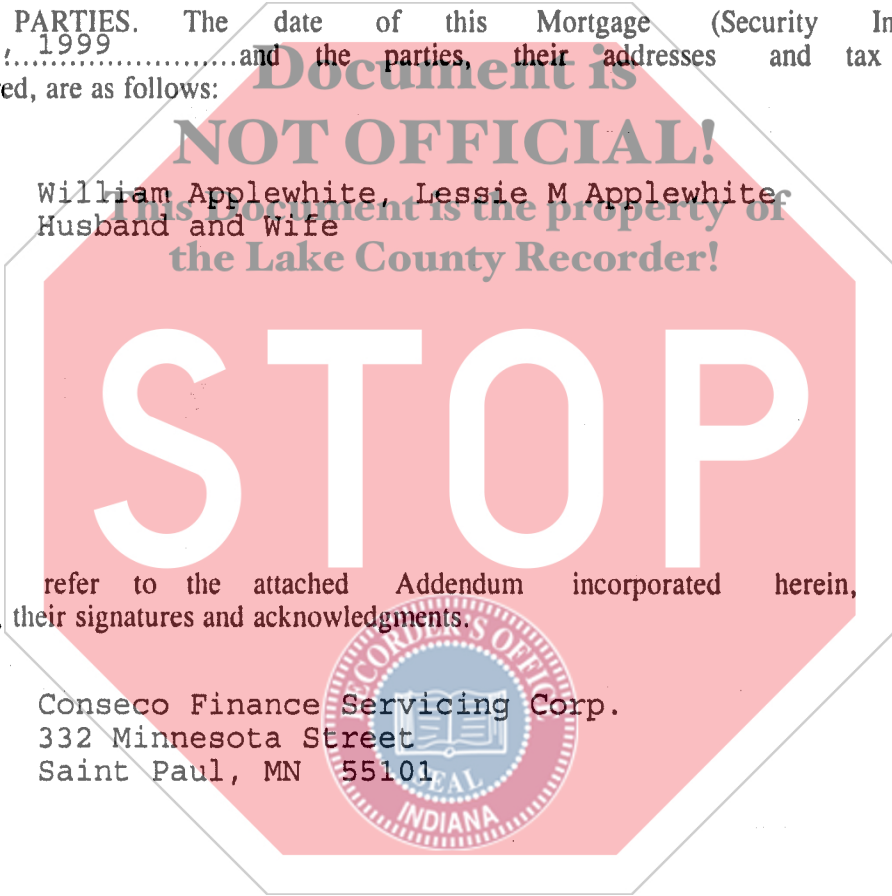 PARTIES. The date of this Mortgage (Security In
, 1999 and the parties, their addresses and tax
ed, are as follows:
Document is
NOT OFFICIAL!
This Document is the property of
the Lake County Recorder!
William Applewhite, Lessie M Applewhite
Husband and Wife
STOP
refer to the attached Addendum incorporated herein,
, their signatures and acknowledgments.
Conseco Finance Servicing Corp.
332 Minnesota Street
Saint Paul, MN 55101
RECORDER'S OFFIC
SEAL
INDIANA